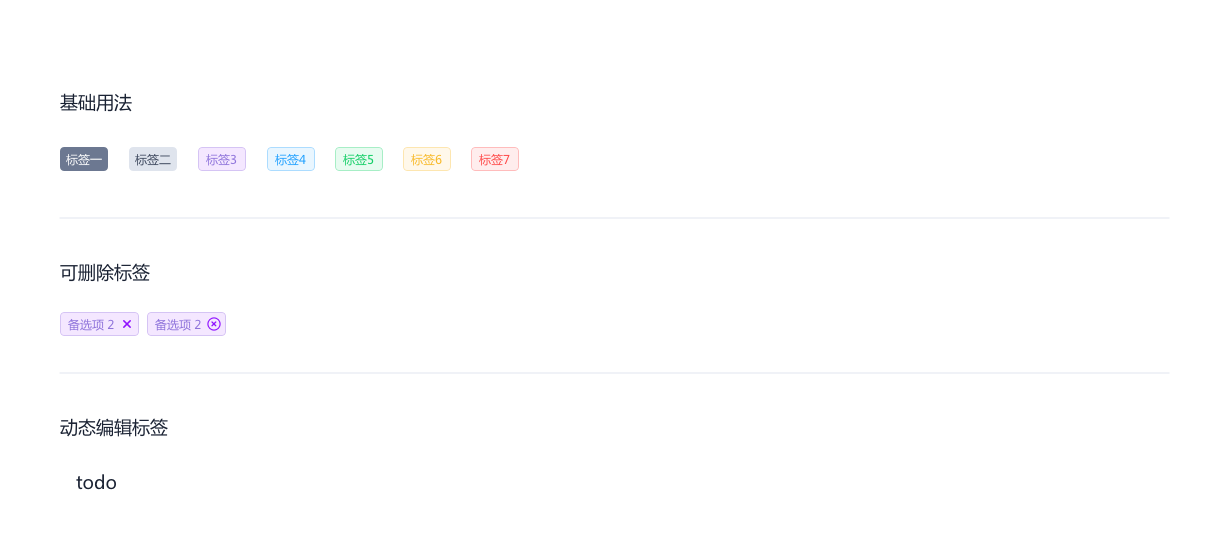 基础用法
标签一 标签二 标签3 标签4 标签5 标签6 标签7
可删除标签
备选项 2 备选项 2
动态编辑标签
todo